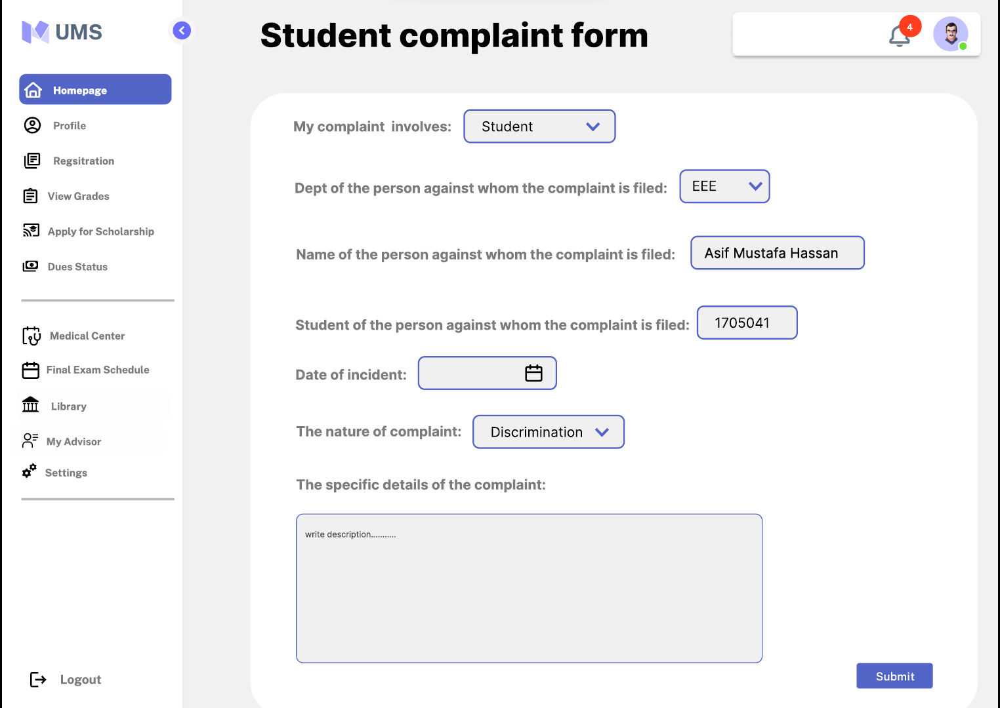 UMS
Student complaint form
4
Homepage
Profile
Regsitration
View Grades
Apply for Scholarship
Dues Status
Medical Center
Final Exam Schedule
Library
My Advisor
Settings
Logout
My complaint involves: Student
Dept of the person against whom the complaint is filed: EEE
Name of the person against whom the complaint is filed: Asif Mustafa Hassan
Student of the person against whom the complaint is filed: 1705041
Date of incident:
The nature of complaint: Discrimination
The specific details of the complaint:
write description...........
Submit